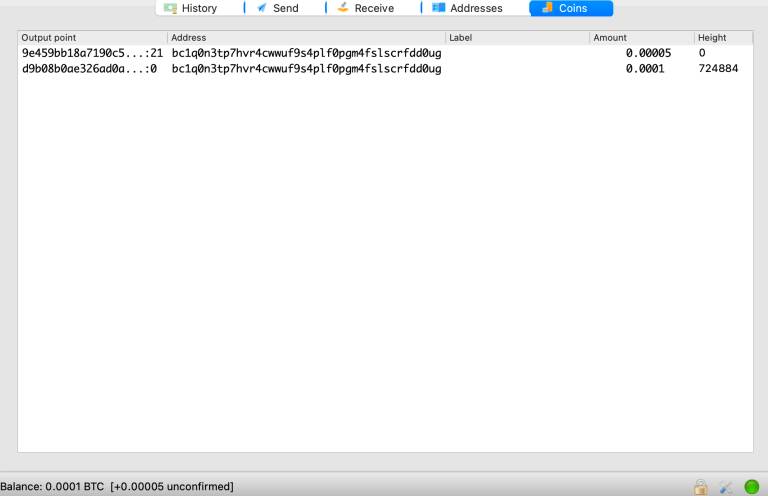 History Send Receive Addresses Coins
Output point Address Label Amount Height
9e459bb18a7190c5...:21 bc1q0n3tp7hvr4cwwuf9s4plf0pgm4fslscrfdd0ug 0.00005 0
d9b08b0ae326ad0a...:0 bc1q0n3tp7hvr4cwwuf9s4plf0pgm4fslscrfdd0ug 0.0001 724884
Balance: 0.0001 BTC [+0.00005 unconfirmed]